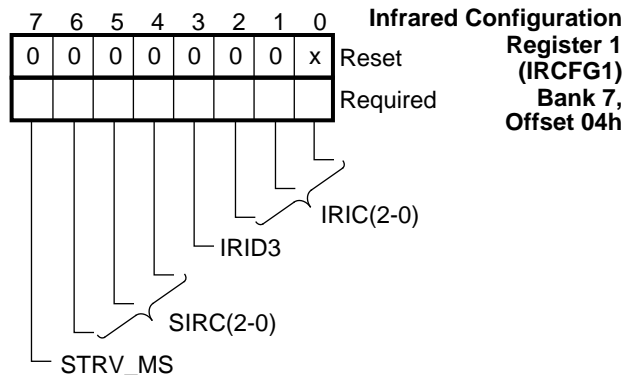 7 6 5 4 3 2 1 0
Infrared Configuration
Register 1
(IRCFG1)
Bank 7,
Offset 04h
0 0 0 0 0 0 0 x Reset
Required
IRIC(2-0)
IRID3
SIRC(2-0)
STRV_MS